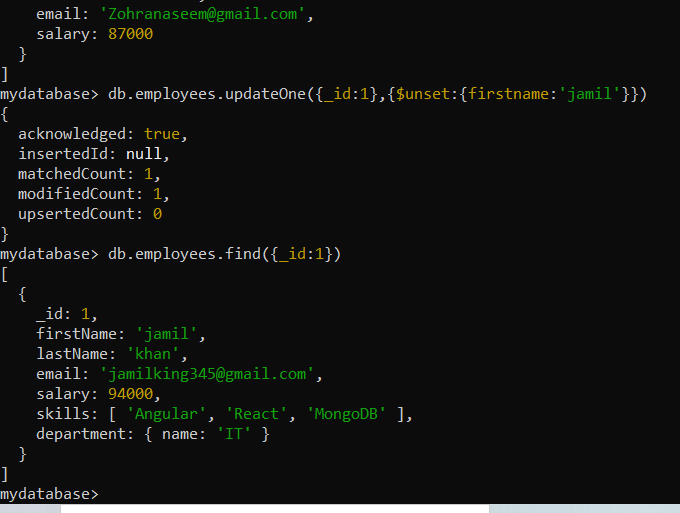 email: 'Zohranaseem@gmail.com',
salary: 87000
}
]
mydatabase> db.employees.updateOne({_id:1},{$unset:{firstname:'jamil'}})
{
acknowledged: true,
insertedId: null,
matchedCount: 1,
modifiedCount: 1,
upsertedCount: 0
}
mydatabase> db.employees.find({_id:1})
[
{
_id: 1,
firstName: 'jamil',
lastName: 'khan',
email: 'jamilking345@gmail.com',
salary: 94000,
skills: [ 'Angular', 'React', 'MongoDB' ],
department: { name: 'IT' }
}
]
mydatabase>